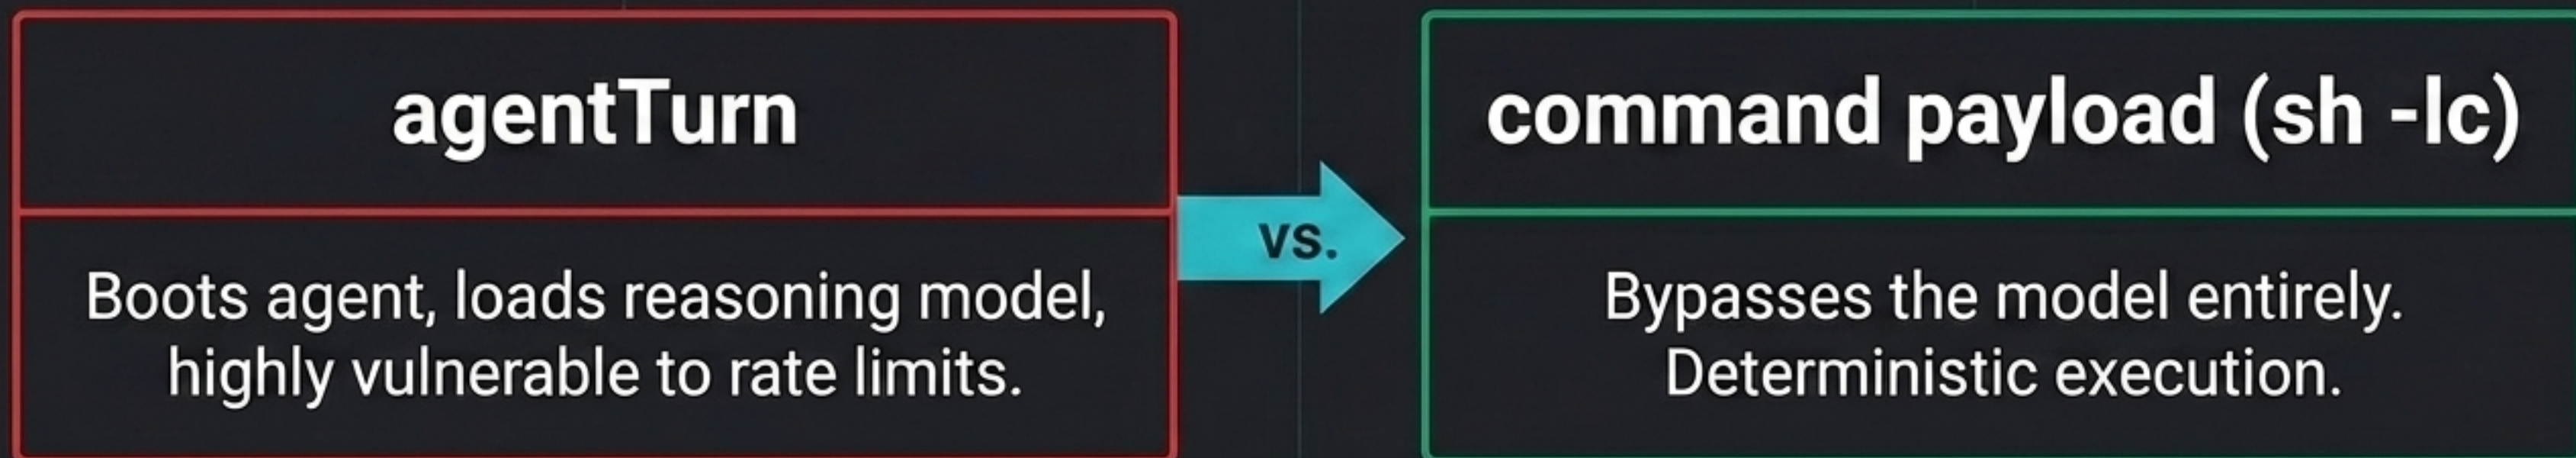 agentTurn
Boots agent, loads reasoning model,
highly vulnerable to rate limits.
vs.
command payload (sh -lc)
Bypasses the model entirely.
Deterministic execution.